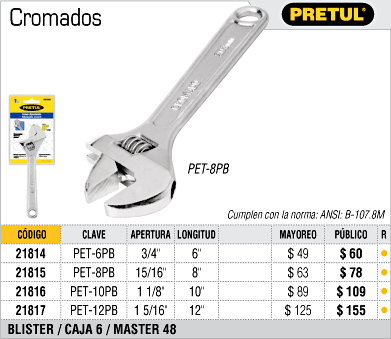 Cromados
PRETUL®
PRETUL
PET-8PB
Cumplen con la norma: ANSI: B-107.8M
CÓDIGO CLAVE APERTURA LONGITUD MAYOREO PÚBLICO R
21814 PET-6PB 3/4" 6" $ 49 $ 60
21815 PET-8PB 15/16" 8" $ 63 $ 78
21816 PET-10PB 1 1/8" 10" $ 89 $ 109
21817 PET-12PB 1 5/16" 12" $ 125 $ 155
BLISTER / CAJA 6 / MASTER 48